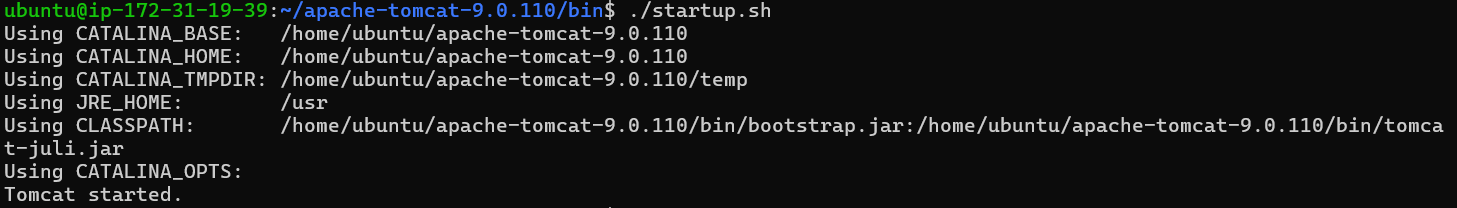 ubuntu@ip-172-31-19-39:~/apache-tomcat-9.0.110/bin$ ./startup.sh
Using CATALINA_BASE:   /home/ubuntu/apache-tomcat-9.0.110
Using CATALINA_HOME:   /home/ubuntu/apache-tomcat-9.0.110
Using CATALINA_TMPDIR: /home/ubuntu/apache-tomcat-9.0.110/temp
Using JRE_HOME:        /usr
Using CLASSPATH:       /home/ubuntu/apache-tomcat-9.0.110/bin/bootstrap.jar:/home/ubuntu/apache-tomcat-9.0.110/bin/tomca
t-juli.jar
Using CATALINA_OPTS:
Tomcat started.